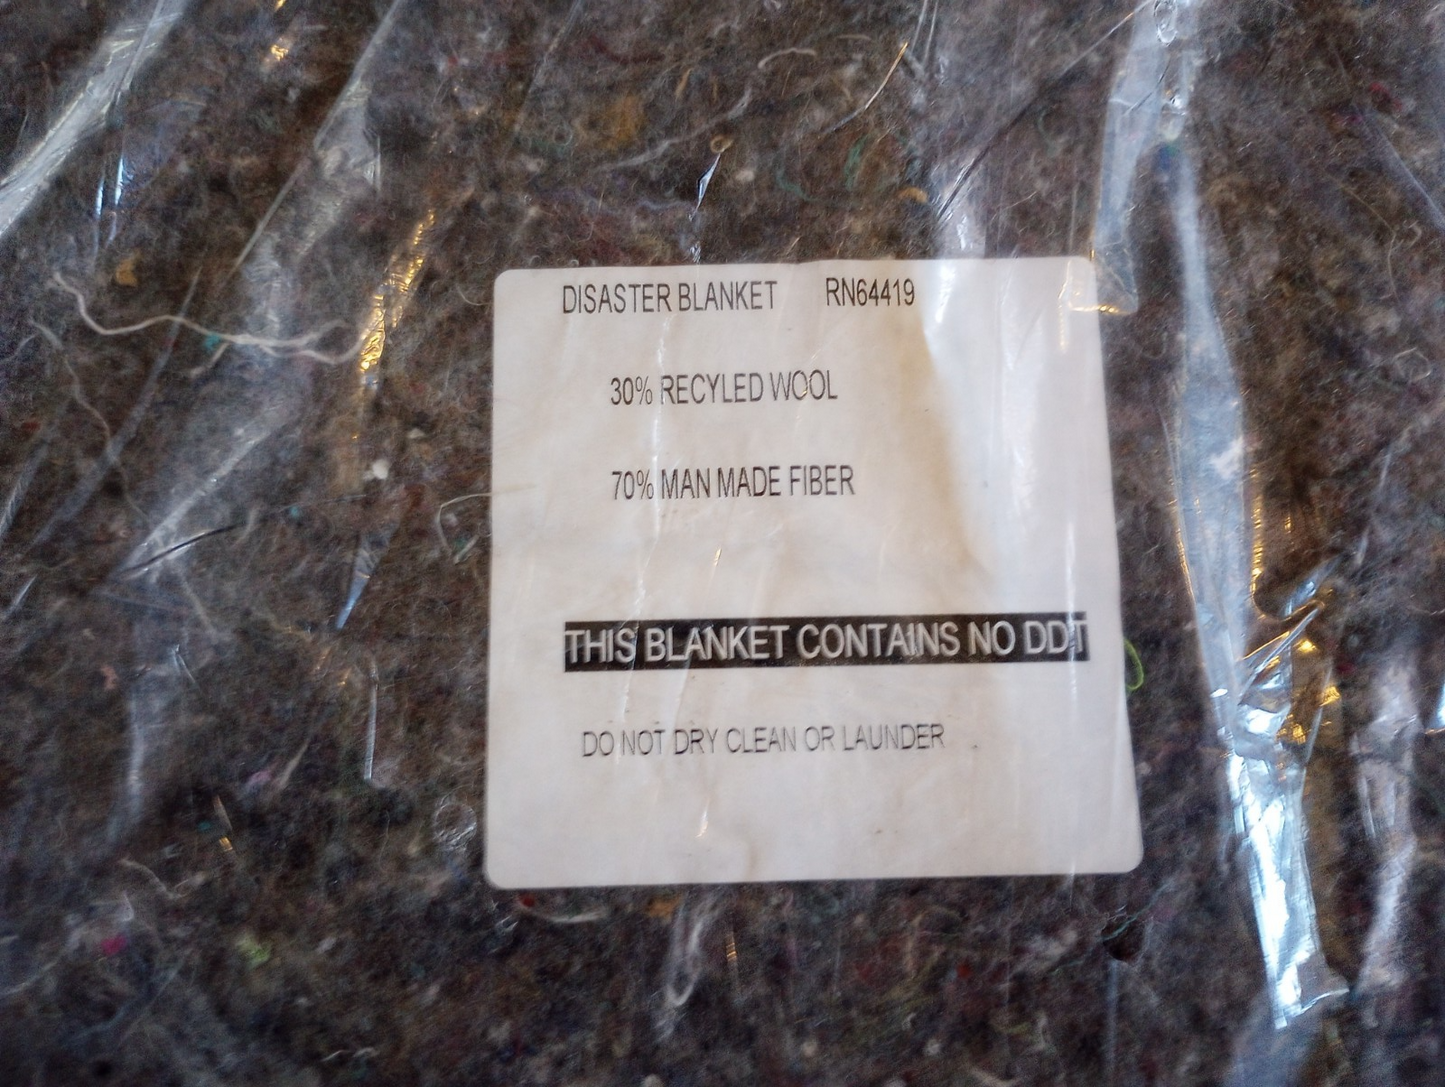 DISASTER BLANKET RN64419
30% RECYLED WOOL
70% MAN MADE FIBER
THIS BLANKET CONTAINS NO DDT
DO NOT DRY CLEAN OR LAUNDER